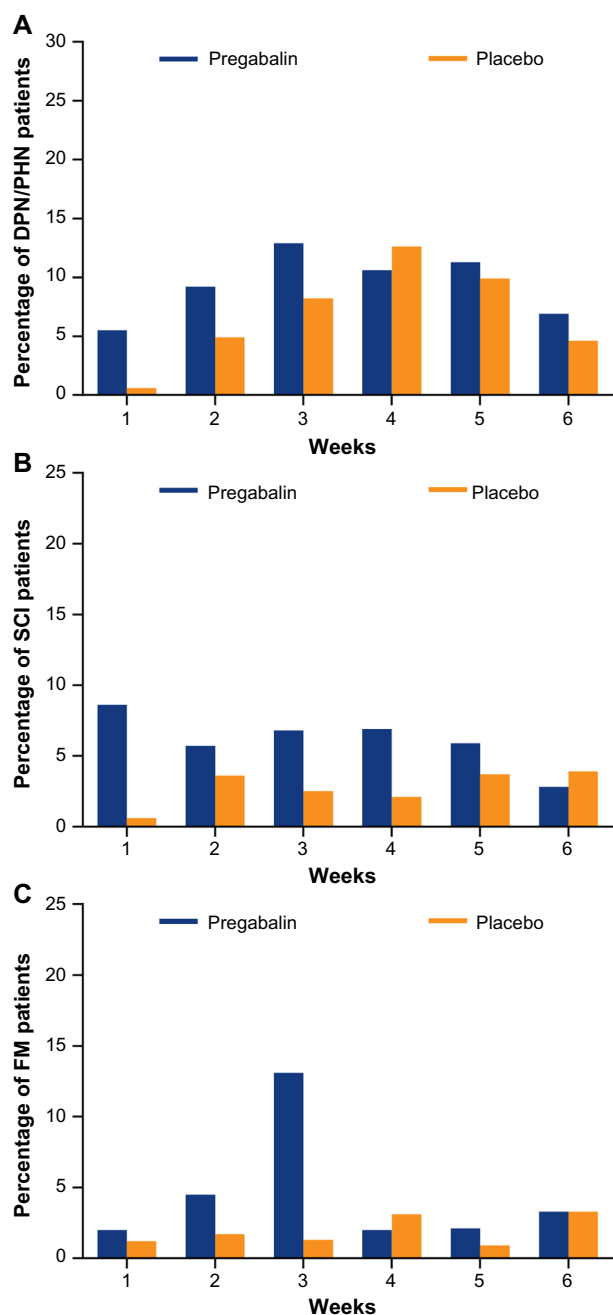 A
Pregabalin Placebo
Percentage of DPN/PHN patients
30
25
20
15
10
5
0
1 2 3 4 5 6
Weeks
B
Pregabalin Placebo
Percentage of SCI patients
25
20
15
10
5
0
1 2 3 4 5 6
Weeks
C
Pregabalin Placebo
Percentage of FM patients
25
20
15
10
5
0
1 2 3 4 5 6
Weeks